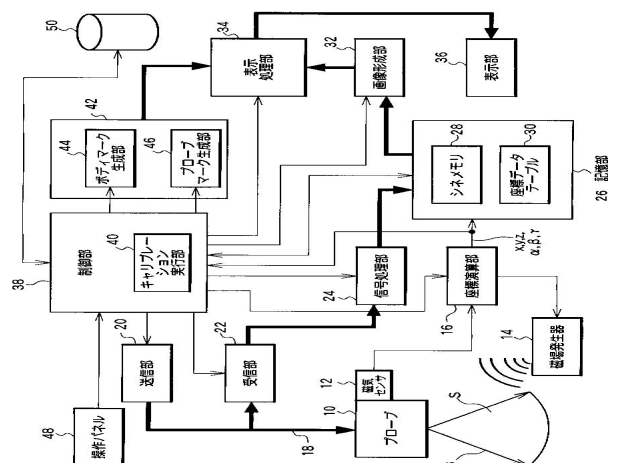 50
34
表示
処理部
32
画像形成部
36
表示部
42
44
ボディマーク
生成部
46
プローブ
マーク生成部
28
シネメモリ
30
座標データ
テーブル
26 記憶部
38
制御部
40
キャリブレー
ション
実行部
24
信号処理部
x,y,z,
α,β,γ
16
座標演算部
20
送信部
22
受信部
14
磁場発生器
12
磁気
センサ
10
プローブ
18
S
48
操作パネル